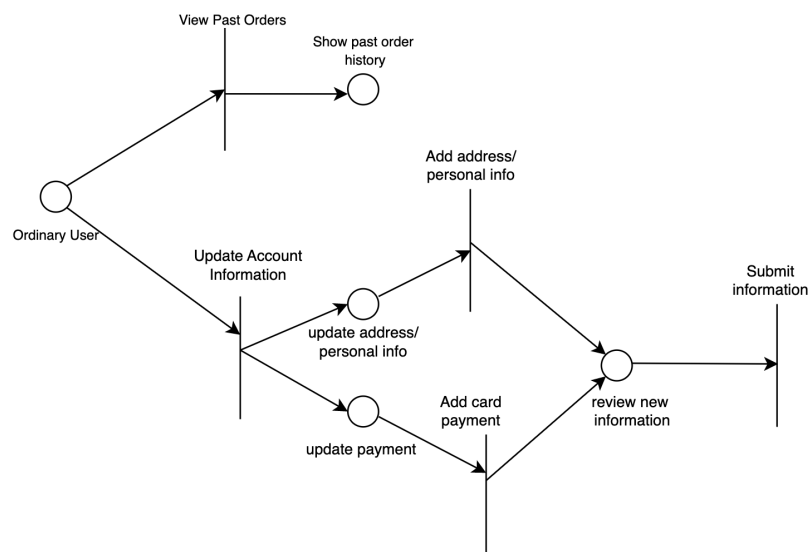 View Past Orders
Show past order
history
Add address/
personal info
Ordinary User
Update Account
Information
Submit
information
update address/
personal info
Add card
payment
review new
information
update payment